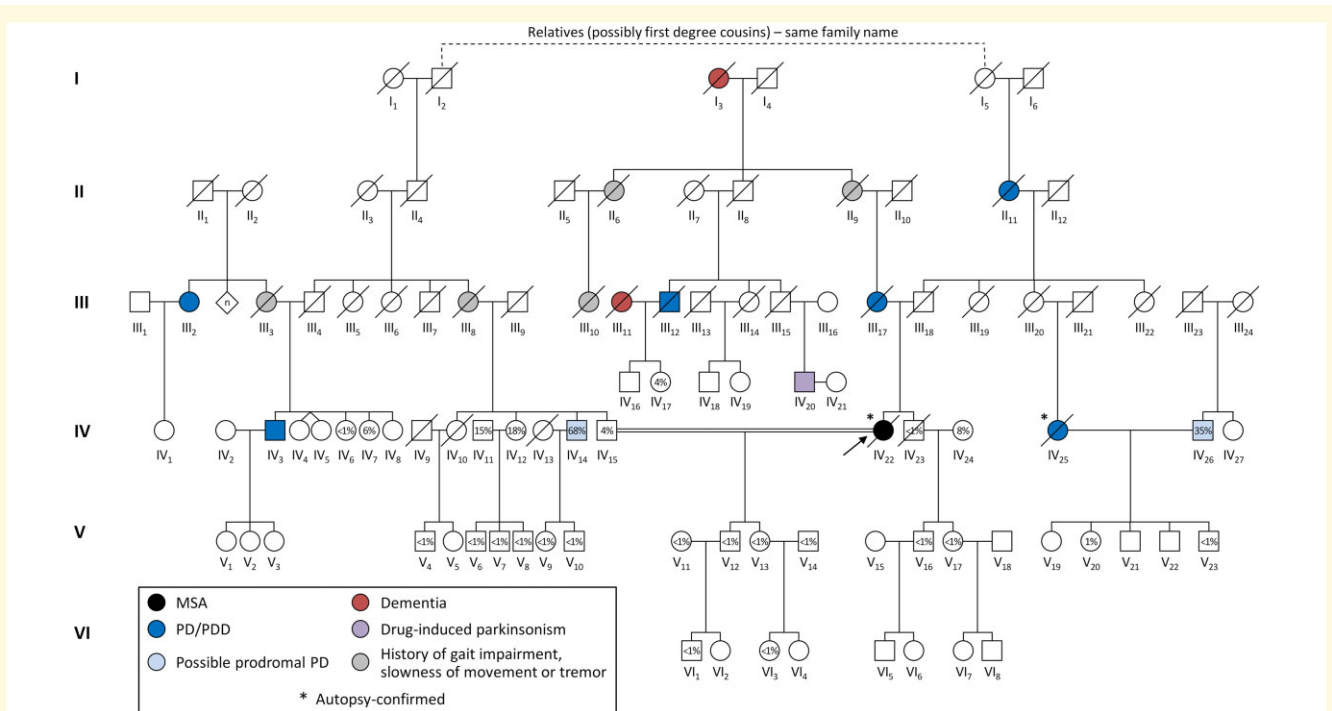 Relatives (possibly first degree cousins) – same family name
I
I1 I2 I3 I4 I5 I6
II
II1 II2 II3 II4 II5 II6 II7 II8 II9 II10 II11 II12
III
n
III1 III2 III3 III4 III5 III6 III7 III8 III9 III10 III11 III12 III13 III14 III15 III16 III17 III18 III19 III20 III21 III22 III23 III24
4%
IV16 IV17 IV18 IV19 IV20 IV21
* *
IV
<1% 6% 15% 18% 68% 4% <1% 8% 35%
IV1 IV2 IV3 IV4 IV5 IV6 IV7 IV8 IV9 IV10 IV11 IV12 IV13 IV14 IV15 IV22 IV23 IV24 IV25 IV26 IV27
V
<1% <1% <1% <1% <1% <1% <1% <1% <1% <1% <1% <1% 1% <1%
V1 V2 V3 V4 V5 V6 V7 V8 V9 V10 V11 V12 V13 V14 V15 V16 V17 V18 V19 V20 V21 V22 V23
MSA
Dementia
PD/PDD
Drug-induced parkinsonism
Possible prodromal PD
History of gait impairment,
slowness of movement or tremor
* Autopsy-confirmed
VI
<1% <1%
VI1 VI2 VI3 VI4 VI5 VI6 VI7 VI8